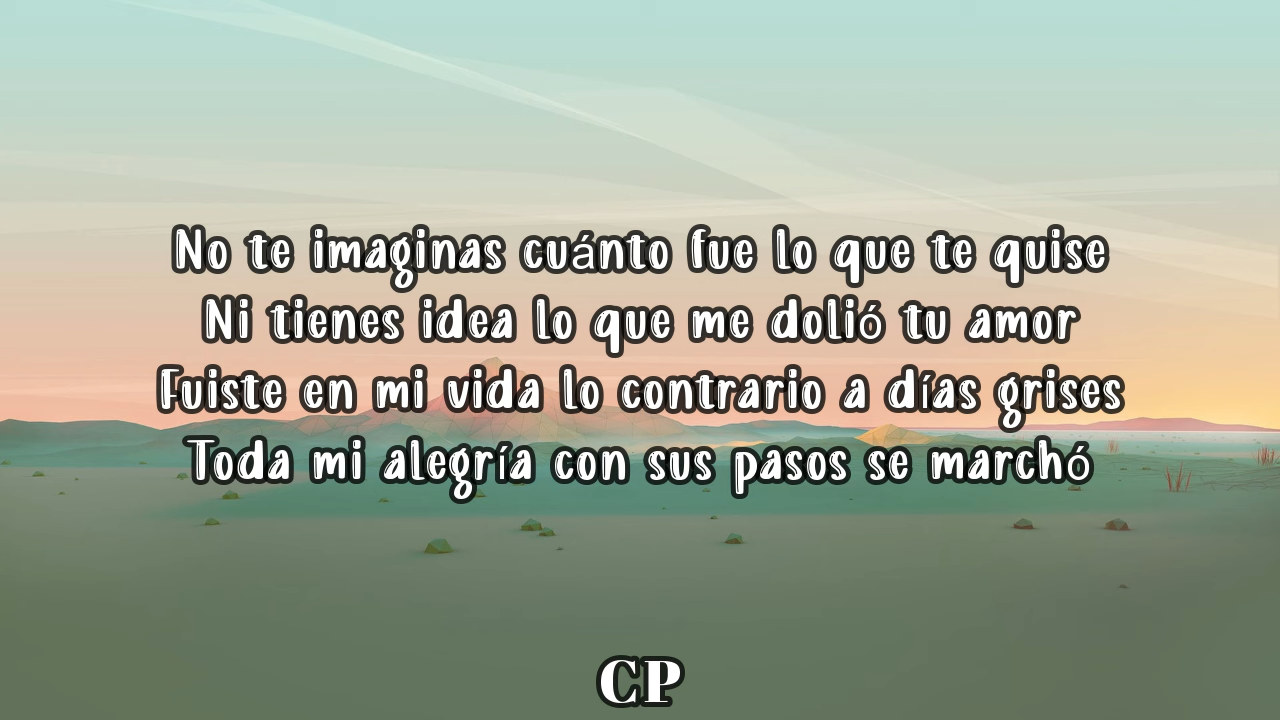 No te imaginas cuánto fue lo que te quise
Ni tienes idea lo que me dolió tu amor
Fuiste en mi vida lo contrario a días grises
Toda mi alegría con sus pasos se marchó
CP